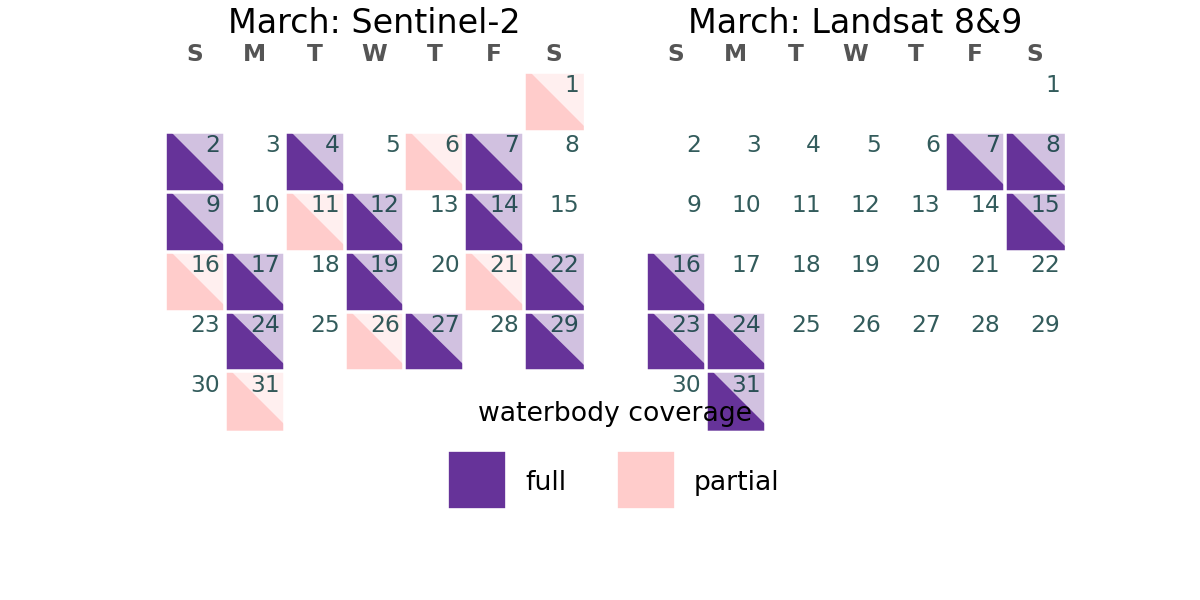 March: Sentinel-2
S M T W T F S
1
2 3 4 5 6 7 8
9 10 11 12 13 14 15
16 17 18 19 20 21 22
23 24 25 26 27 28 29
30 31
March: Landsat 8&9
S M T W T F S
1
2 3 4 5 6 7 8
9 10 11 12 13 14 15
16 17 18 19 20 21 22
23 24 25 26 27 28 29
30 31
waterbody coverage
full partial